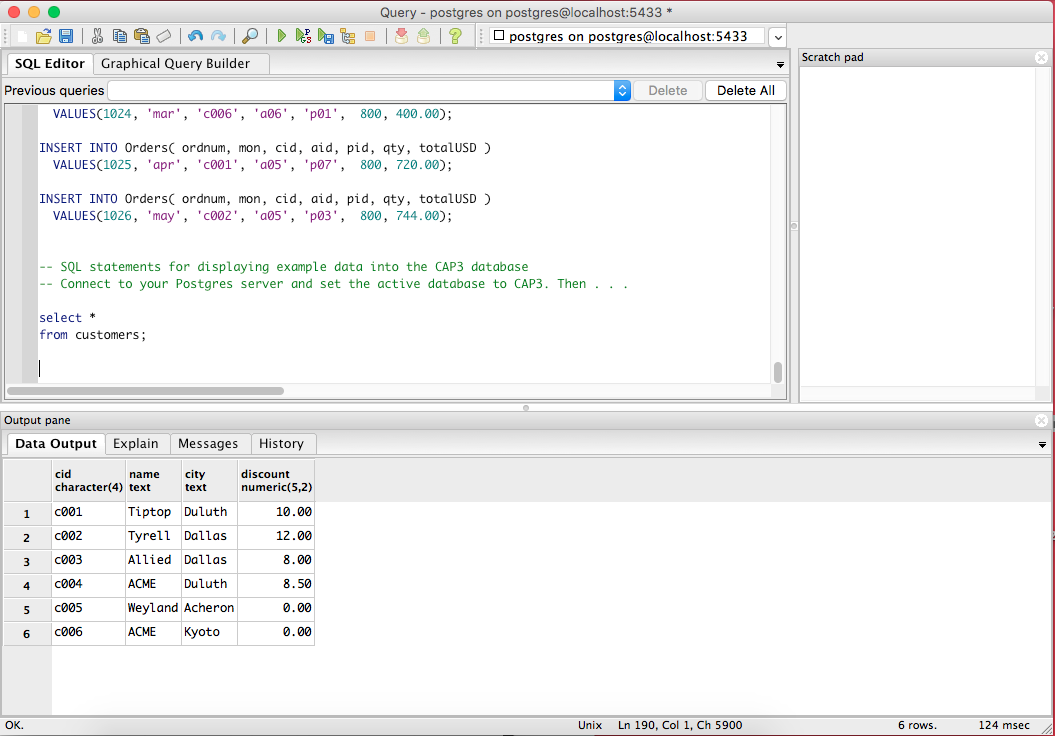 Query - postgres on postgres@localhost:5433 *
postgres on postgres@localhost:5433
SQL Editor Graphical Query Builder
Scratch pad
Previous queries Delete Delete All
VALUES(1024, 'mar', 'c006', 'a06', 'p01',  800, 400.00);
INSERT INTO Orders( ordnum, mon, cid, aid, pid, qty, totalUSD )
VALUES(1025, 'apr', 'c001', 'a05', 'p07',  800, 720.00);
INSERT INTO Orders( ordnum, mon, cid, aid, pid, qty, totalUSD )
VALUES(1026, 'may', 'c002', 'a05', 'p03',  800, 744.00);
-- SQL statements for displaying example data into the CAP3 database
-- Connect to your Postgres server and set the active database to CAP3. Then . . .
select *
from customers;
Output pane
Data Output Explain Messages History
cid name city discount
character(4) text text numeric(5,2)
1 c001 Tiptop Duluth 10.00
2 c002 Tyrell Dallas 12.00
3 c003 Allied Dallas 8.00
4 c004 ACME Duluth 8.50
5 c005 Weyland Acheron 0.00
6 c006 ACME Kyoto 0.00
OK. Unix Ln 190, Col 1, Ch 5900 6 rows. 124 msec